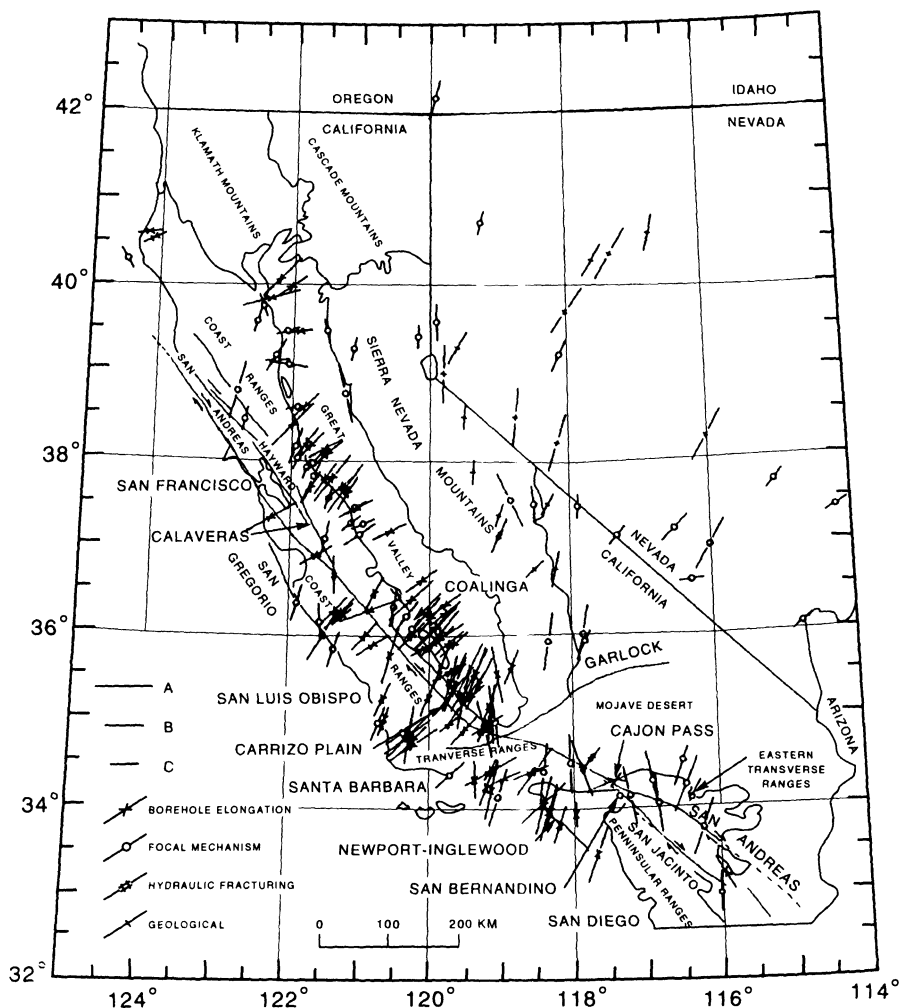 42°
OREGON
IDAHO
CALIFORNIA
NEVADA
KLAMATH MOUNTAINS
CASCADE MOUNTAINS
40°
COAST
RANGES
SIERRA
NEVADA
MOUNTAINS
SAN
ANDREAS
HAYWARD
GREAT
VALLEY
38°
SAN FRANCISCO
CALAVERAS
SAN
GREGORIO
COAST
RANGES
NEVADA
CALIFORNIA
COALINGA
36°
GARLOCK
A
B
C
SAN LUIS OBISPO
MOJAVE DESERT
CARRIZO PLAIN
TRANVERSE RANGES
CAJON PASS
ARIZONA
EASTERN
TRANSVERSE
RANGES
SANTA BARBARA
34°
BOREHOLE ELONGATION
FOCAL MECHANISM
HYDRAULIC FRACTURING
GEOLOGICAL
NEWPORT-INGLEWOOD
SAN BERNANDINO
SAN DIEGO
SAN JACINTO
PENNINSULAR RANGES
SAN
ANDREAS
0 100 200 KM
32°
124° 122° 120° 118° 116° 114°